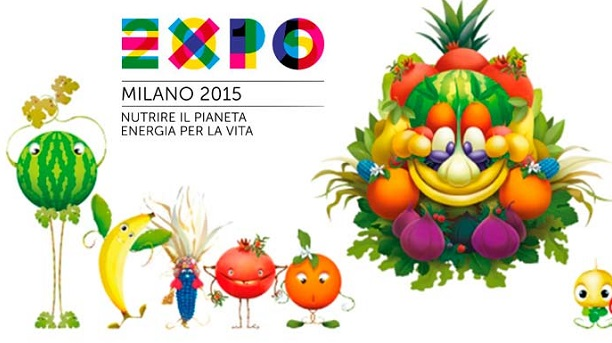 EXPO
MILANO 2015
NUTRIRE IL PIANETA
ENERGIA PER LA VITA